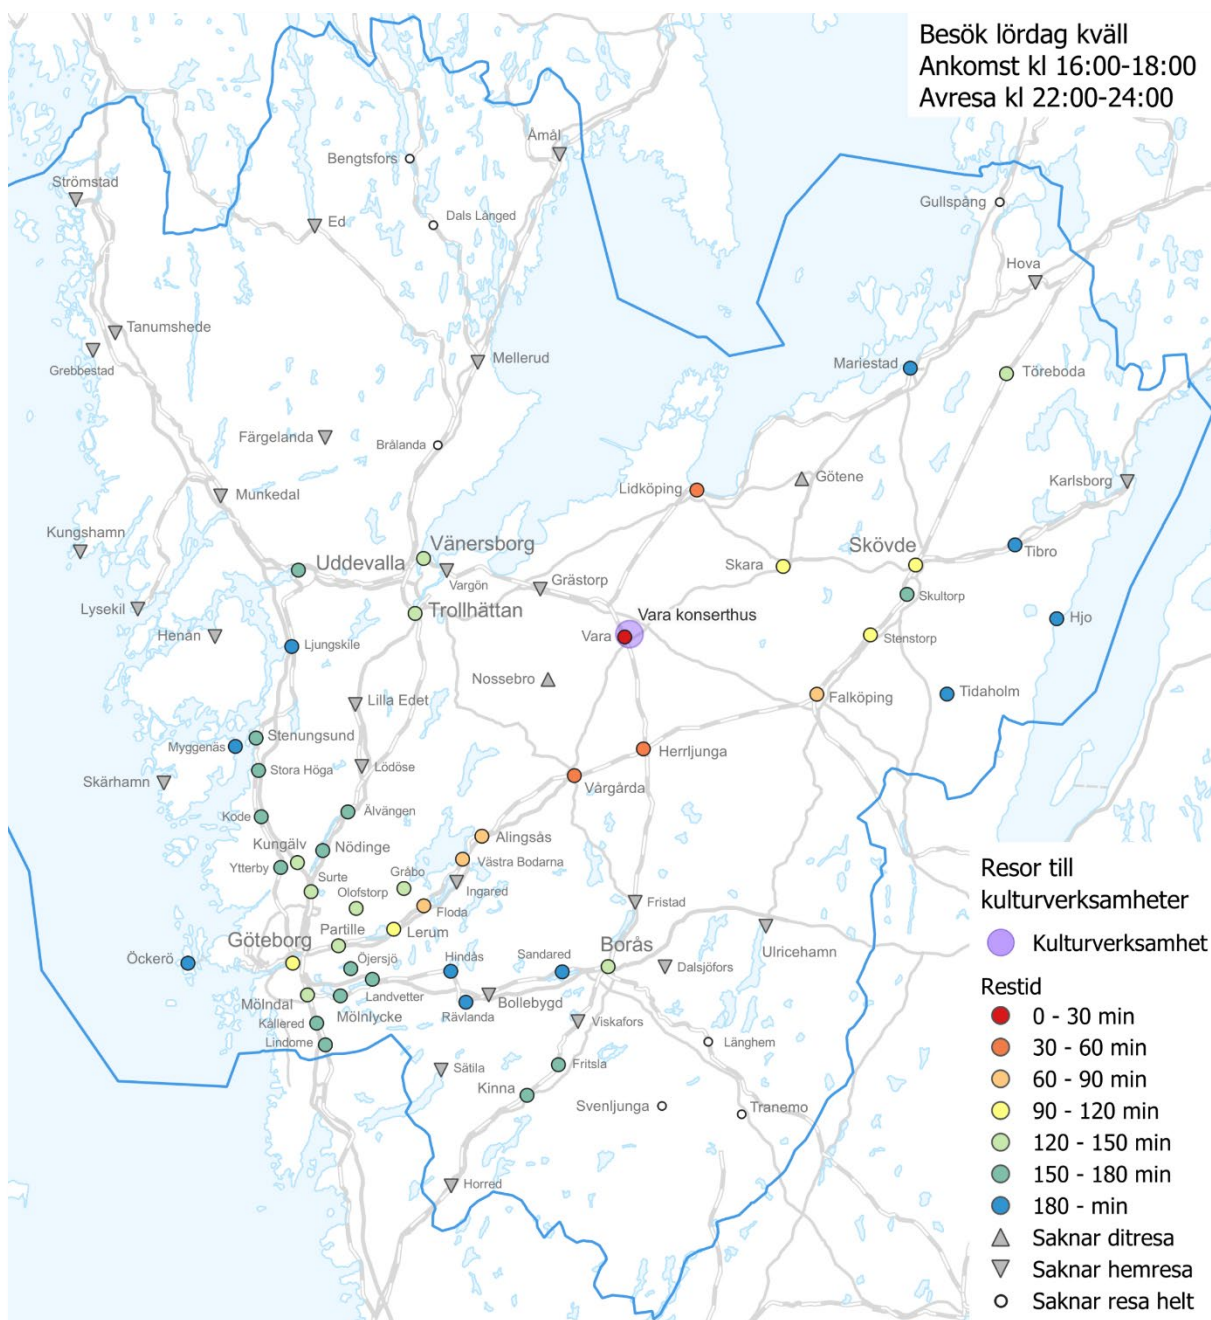 Besök lördag kväll
Ankomst kl 16:00-18:00
Avresa kl 22:00-24:00
Åmål
Bengtsfors
Strömstad
Gullspång
Ed
Dals Långed
Hova
Tanumshede
Mellerud
Mariestad
Töreboda
Grebbestad
Färgelanda
Brålanda
Götene
Karlsborg
Lidköping
Munkedal
Kungshamn
Vänersborg
Skövde
Tibro
Uddevalla
Skara
Vargön
Grästorp
Skultorp
Lysekil
Trollhättan
Vara konserthus
Hjo
Henån
Ljungskile
Vara
Stenstorp
Nossebro
Lilla Edet
Falköping
Tidaholm
Stenungsund
Myggenäs
Herrljunga
Stora Höga
Lödöse
Skärhamn
Vårgårda
Kode
Älvängen
Alingsås
Kungälv
Nödinge
Västra Bodarna
Ytterby
Surte
Gråbo
Ingared
Olofstorp
Fristad
Floda
Partille
Lerum
Göteborg
Borås
Ulricehamn
Öckerö
Öjersjö
Hindås
Sandared
Dalsjöfors
Landvetter
Mölndal
Bollebygd
Mölnlycke
Rävlanda
Kållered
Viskafors
Lindome
Länghem
Sätila
Fritsla
Kinna
Svenljunga
Tranemo
Horred
Resor till
kulturverksamheter
Kulturverksamhet
Restid
0 - 30 min
30 - 60 min
60 - 90 min
90 - 120 min
120 - 150 min
150 - 180 min
180 - min
Saknar ditresa
Saknar hemresa
Saknar resa helt